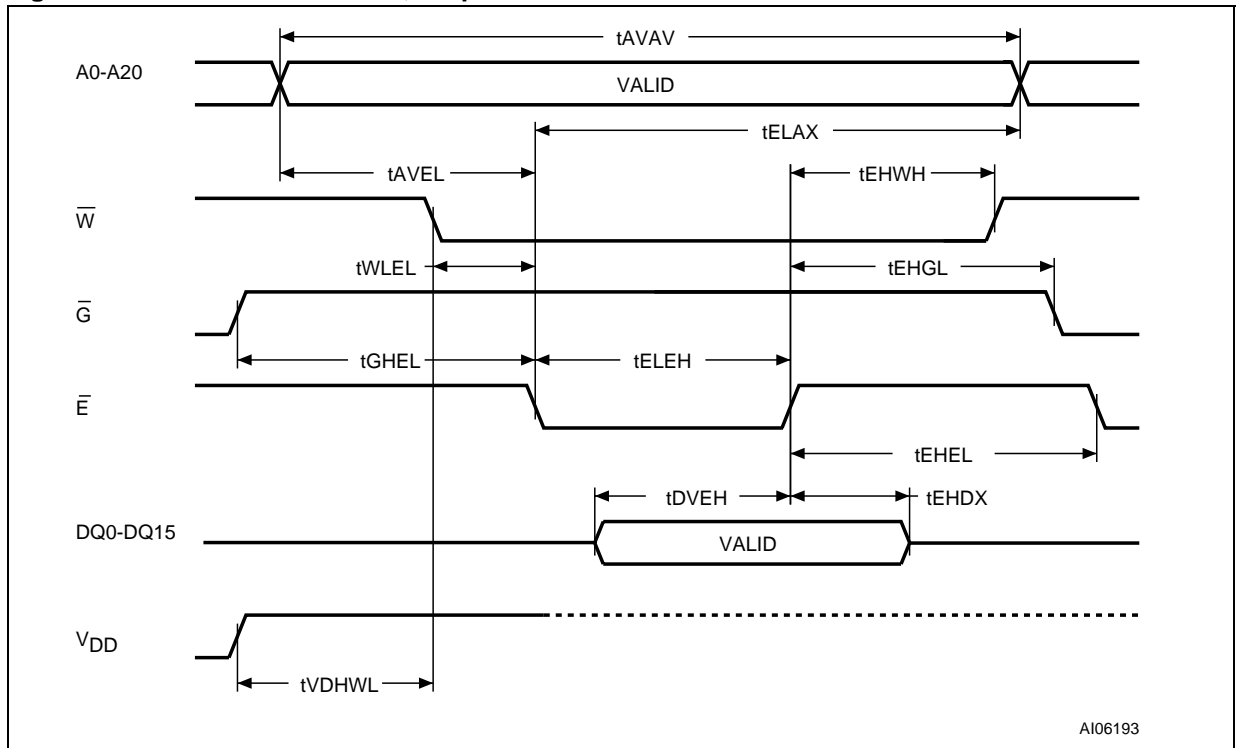 tAVAV
A0-A20
VALID
tELAX
tAVEL
tEHWH
W
tWLEL
tEHGL
G
tGHEL
tELEH
E
tEHEL
tDVEH
tEHDX
DQ0-DQ15
VALID
VDD
tVDHWL
AI06193